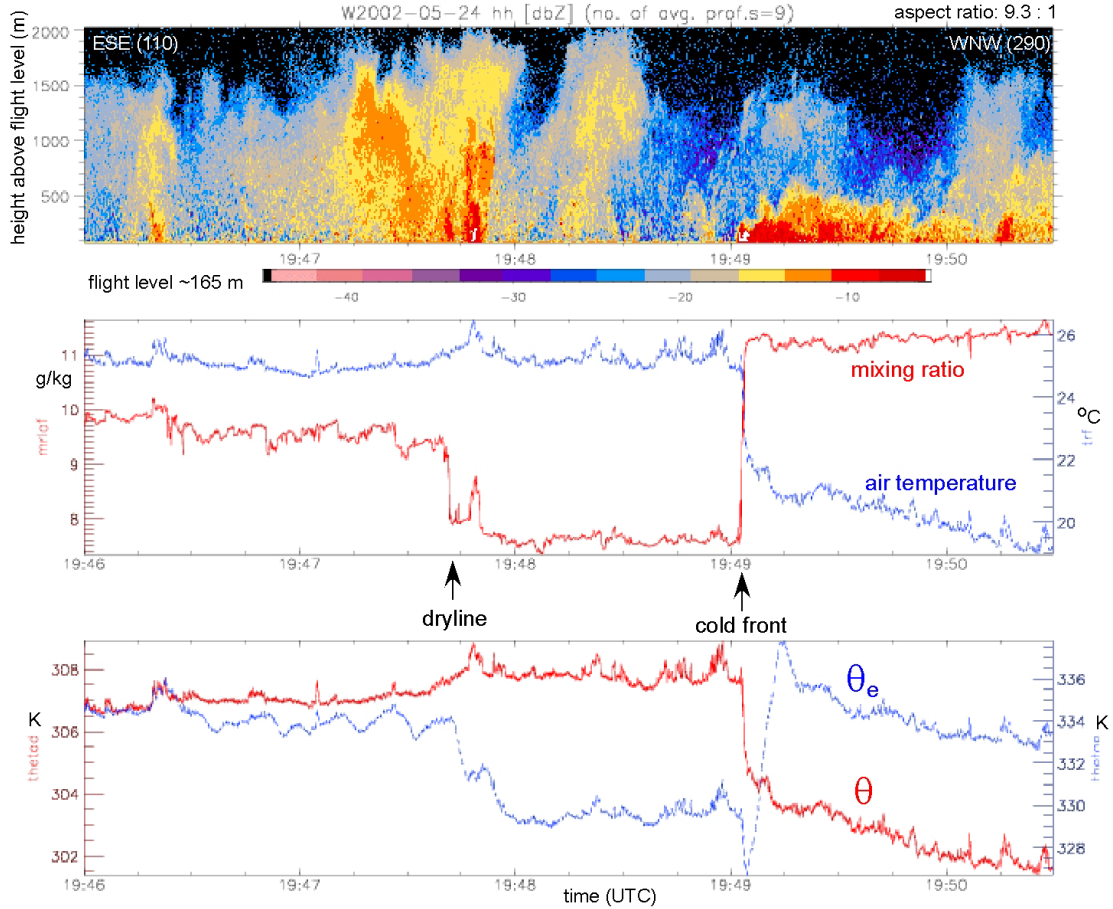 W2002-05-24 hh [dbZ] (no. of avg. prof.s=9)
aspect ratio: 9.3 : 1
height above flight level (m)
2000
1500
1000
500
ESE (110)
WNW (290)
19:47
19:48
19:49
19:50
flight level ~165 m
-40
-30
-20
-10
11
g/kg
10
9
8
mrlaf
mixing ratio
air temperature
26
24
22
20
°C
trf
19:46
19:47
19:48
19:49
19:50
dryline
cold front
308
306
304
302
K
thetad
θe
θ
336
334
332
330
328
K
19:46
19:47
19:48
19:49
19:50
time (UTC)